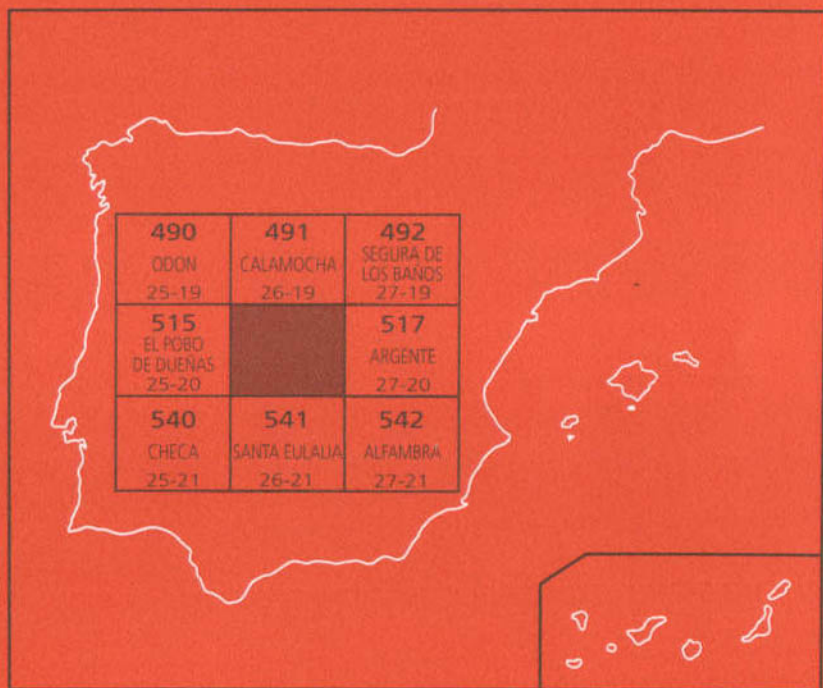 490
ODON
25-19
491
CALAMOCHA
26-19
492
SEGURA DE
LOS BAÑOS
27-19
515
EL POBO
DE DUEÑAS
25-20
517
ARGENTE
27-20
540
CHECA
25-21
541
SANTA EULALIA
26-21
542
ALFAMBRA
27-21